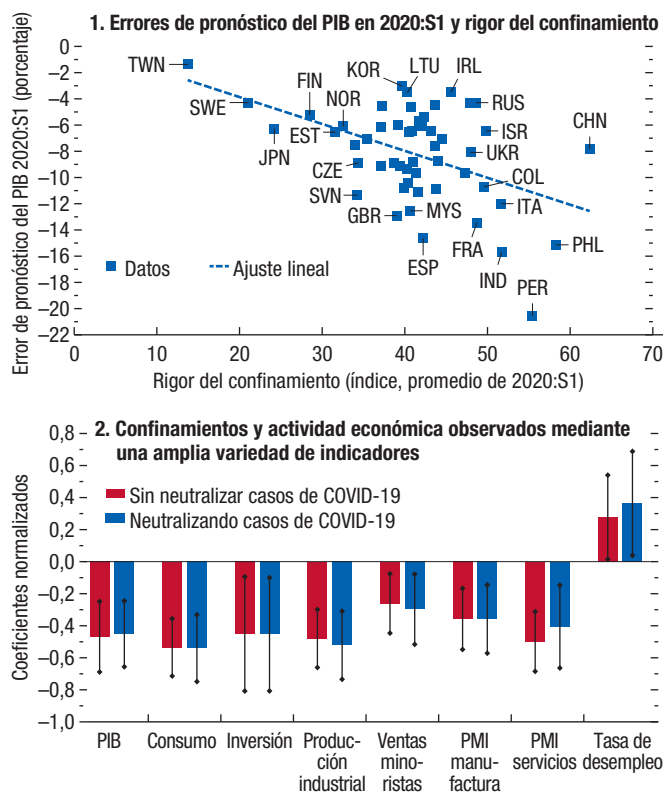 1. Errores de pronóstico del PIB en 2020:S1 y rigor del confinamiento
Error de pronóstico del PIB 2020:S1 (porcentaje)
0
–2
–4
–6
–8
–10
–12
–14
–16
–18
–20
–22
TWN
SWE
JPN
FIN
EST
NOR
CZE
SVN
GBR
KOR
LTU
IRL
RUS
ISR
UKR
CHN
COL
ITA
MYS
FRA
ESP
IND
PHL
PER
Datos
Ajuste lineal
0 10 20 30 40 50 60 70
Rigor del confinamiento (índice, promedio de 2020:S1)
2. Confinamientos y actividad económica observados mediante
una amplia variedad de indicadores
Coeficientes normalizados
0,8
0,6
0,4
0,2
0,0
–0,2
–0,4
–0,6
–0,8
–1,0
Sin neutralizar casos de COVID-19
Neutralizando casos de COVID-19
PIB
Consumo
Inversión
Produc-
ción
industrial
Ventas
mino-
ristas
PMI
manu-
factura
PMI
servicios
Tasa de
desempleo